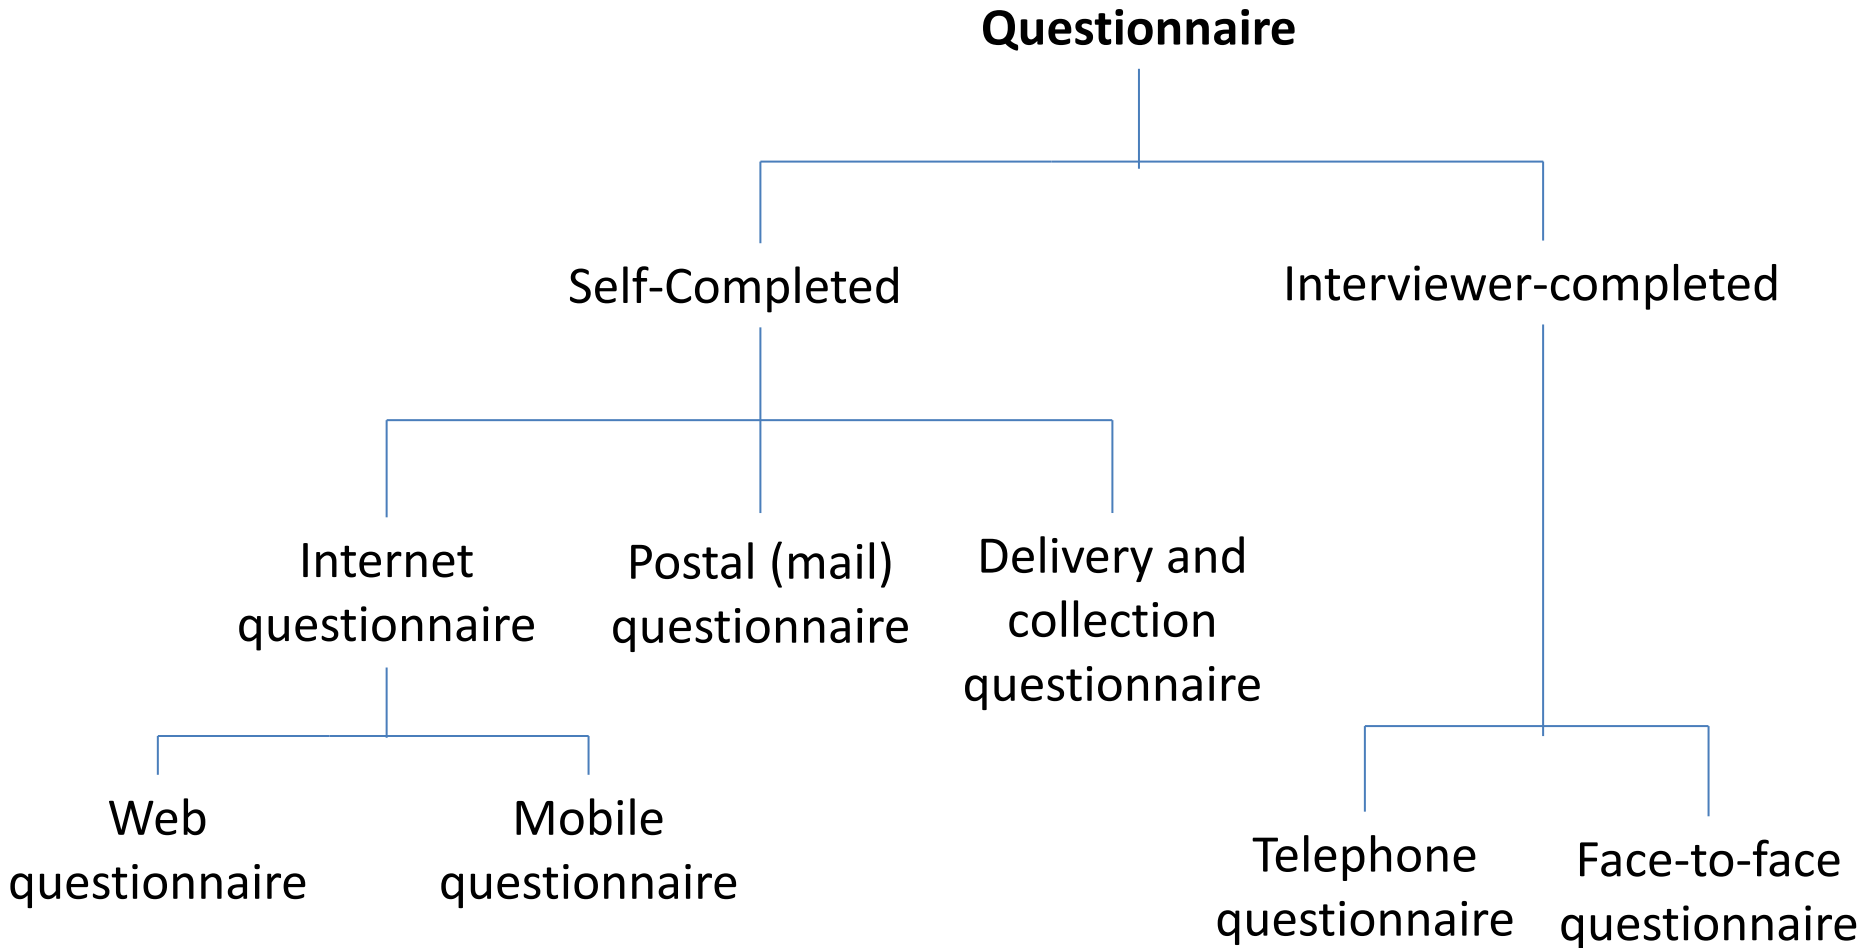 Questionnaire
Self-Completed
Interviewer-completed
Internet
questionnaire
Postal (mail)
questionnaire
Delivery and
collection
questionnaire
Web
questionnaire
Mobile
questionnaire
Telephone
questionnaire
Face-to-face
questionnaire